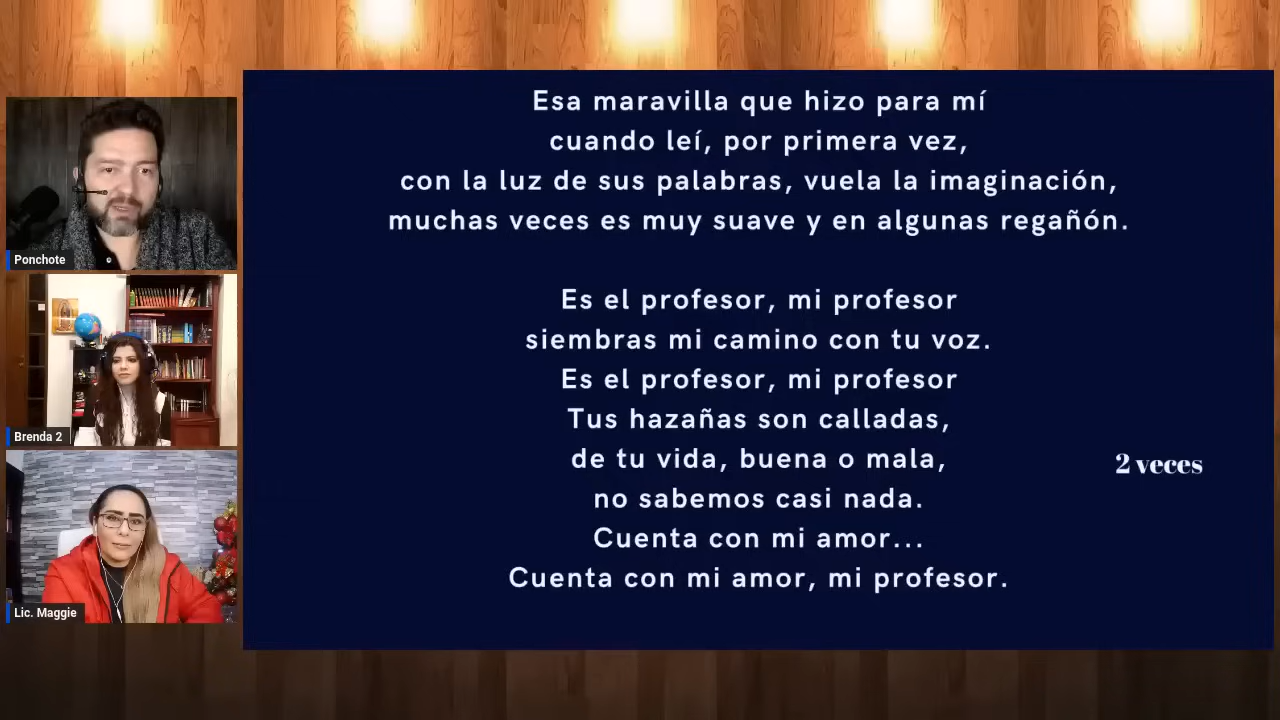 Esa maravilla que hizo para mí
cuando leí, por primera vez,
con la luz de sus palabras, vuela la imaginación,
muchas veces es muy suave y en algunas regañón.
Es el profesor, mi profesor
siembras mi camino con tu voz.
Es el profesor, mi profesor
Tus hazañas son calladas,
de tu vida, buena o mala,
2 veces
no sabemos casi nada.
Cuenta con mi amor...
Cuenta con mi amor, mi profesor.
Ponchote
Brenda 2
Lic. Maggie